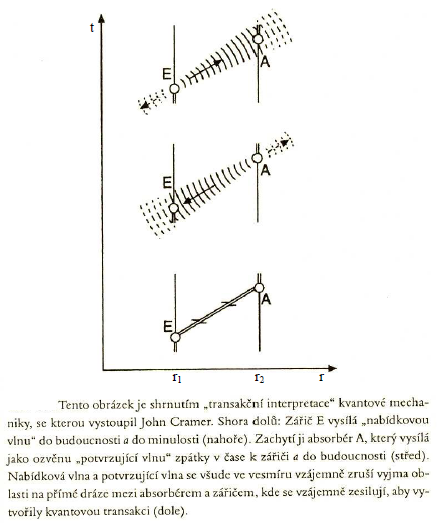 t
E
A
E
A
E
A
r1
r2
r
Tento obrázek je shrnutím „transakční interpretace" kvantové mecha-
niky, se kterou vystoupil John Cramer. Shora dolů: Zářič E vysílá „nabídkovou
vlnu" do budoucnosti a do minulosti (nahoře). Zachytí ji absorbér A, který vysílá
jako ozvěnu „potvrzující vlnu" zpátky v čase k zářiči a do budoucnosti (střed).
Nabídková vlna a potvrzující vlna se všude ve vesmíru vzájemně zruší vyjma ob-
lasti na přímé dráze mezi absorbérem a zářičem, kde se vzájemně zesilují, aby vy-
tvořily kvantovou transakci (dole).